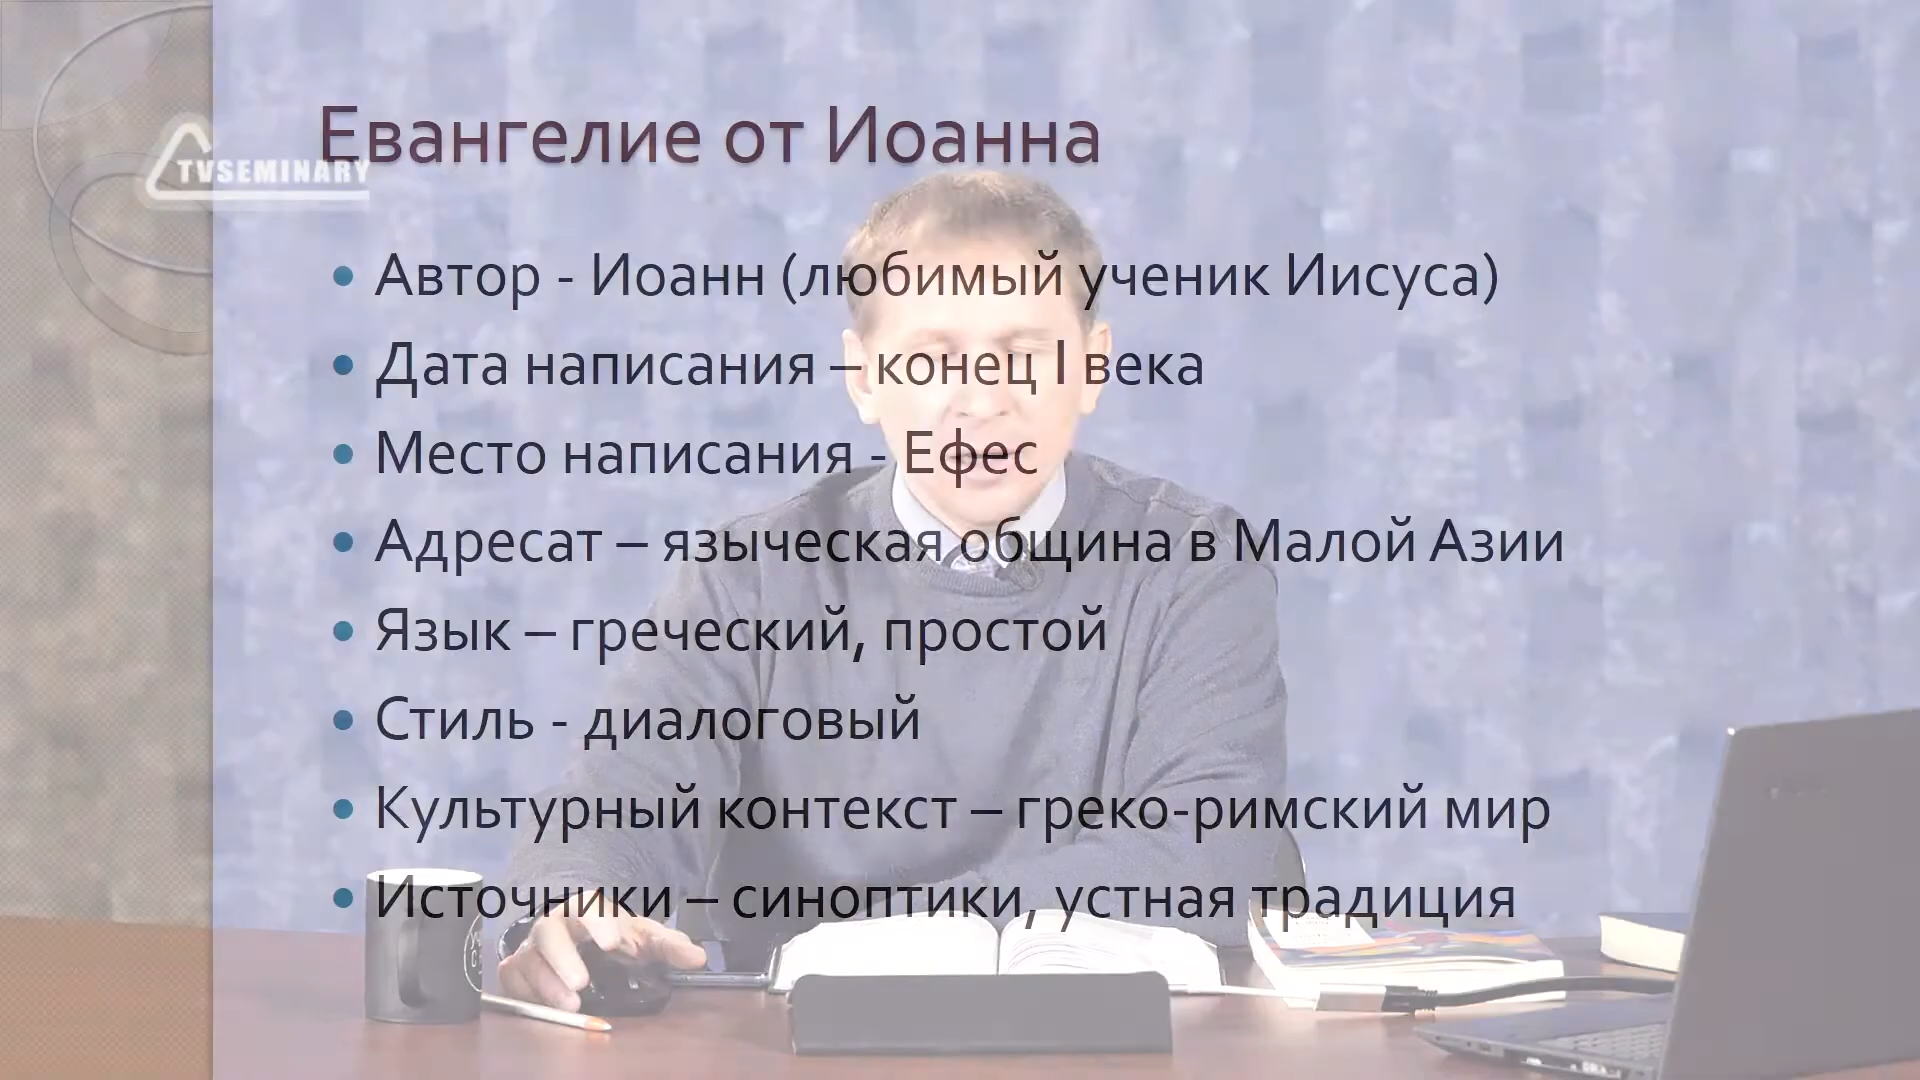 Евангелие от Иоанна
TVSEMINARY
Автор - Иоанн (любимый ученик Иисуса)
Дата написания – конец I века
Место написания - Ефес
Адресат – языческая община в Малой Азии
Язык – греческий, простой
Стиль - диалоговый
Культурный контекст – греко-римский мир
Источники – синоптики, устная традиция